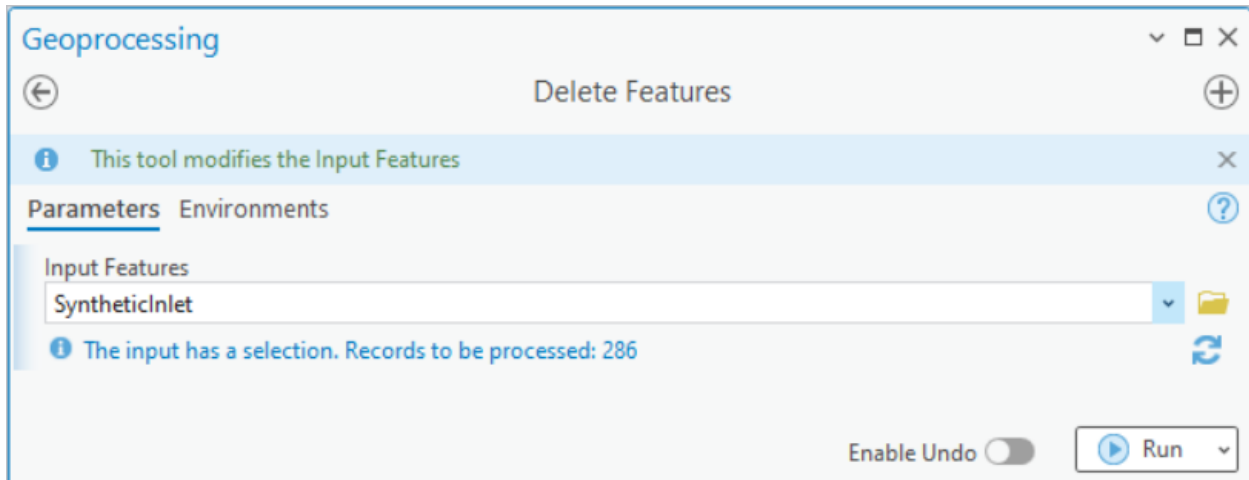 Geoprocessing
Delete Features
This tool modifies the Input Features
Parameters Environments
Input Features
SyntheticInlet
The input has a selection. Records to be processed: 286
Enable Undo Run